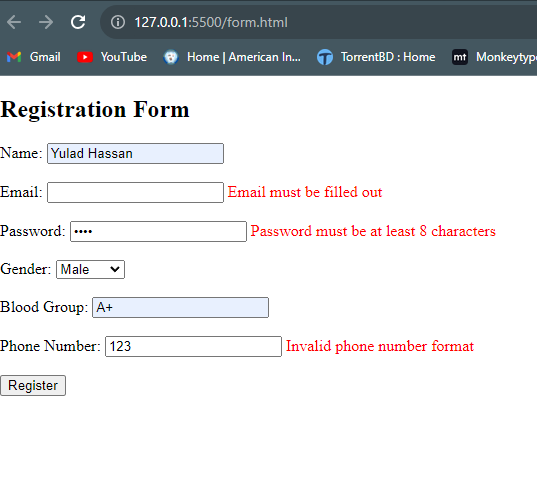 127.0.0.1:5500/form.html
Gmail YouTube Home | American In... TorrentBD : Home mt Monkeytype
Registration Form
Name: Yulad Hassan
Email: Email must be filled out
Password: •••• Password must be at least 8 characters
Gender: Male
Blood Group: A+
Phone Number: 123 Invalid phone number format
Register